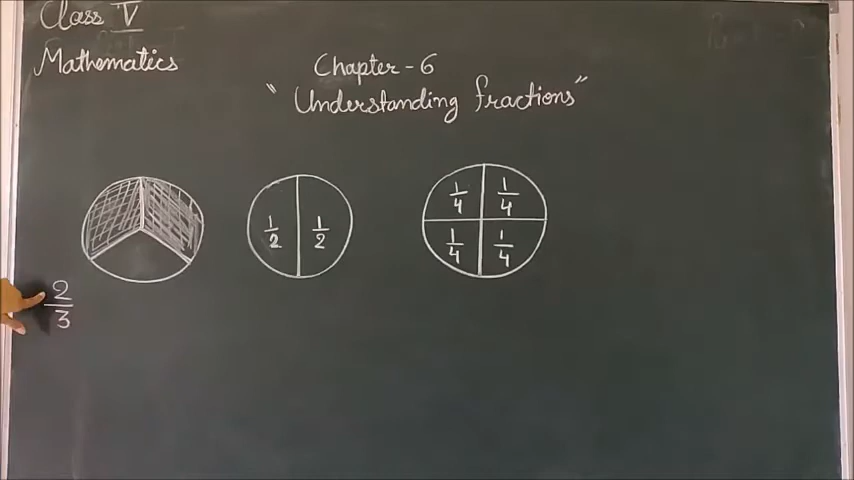 Class V
Mathematics
Chapter - 6
"Understanding fractions"
1/2 1/2
1/4 1/4
1/4 1/4
2/3